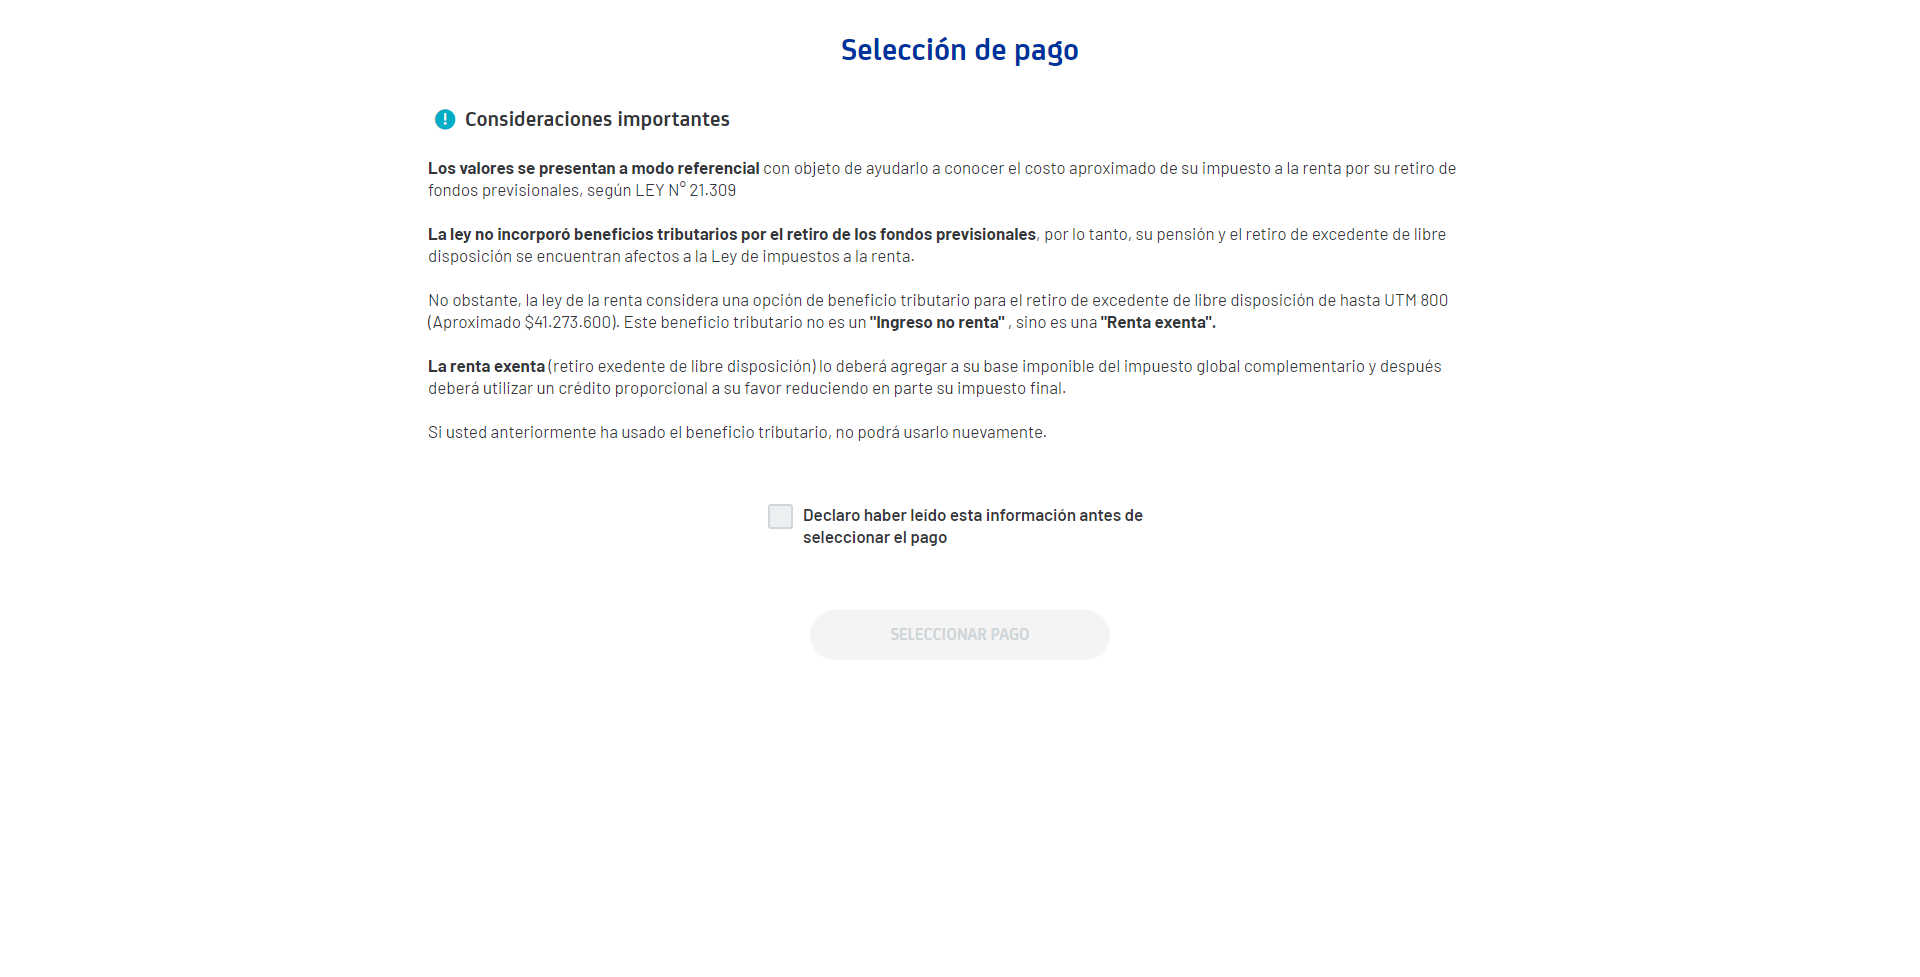 Selección de pago
Consideraciones importantes
Los valores se presentan a modo referencial con objeto de ayudarlo a conocer el costo aproximado de su impuesto a la renta por su retiro de
fondos previsionales, según LEY N° 21.309
La ley no incorporó beneficios tributarios por el retiro de los fondos previsionales, por lo tanto, su pensión y el retiro de excedente de libre
disposición se encuentran afectos a la Ley de impuestos a la renta.
No obstante, la ley de la renta considera una opción de beneficio tributario para el retiro de excedente de libre disposición de hasta UTM 800
(Aproximado $41.273.600). Este beneficio tributario no es un "Ingreso no renta" , sino es una "Renta exenta".
La renta exenta (retiro exedente de libre disposición) lo deberá agregar a su base imponible del impuesto global complementario y después
deberá utilizar un crédito proporcional a su favor reduciendo en parte su impuesto final.
Si usted anteriormente ha usado el beneficio tributario, no podrá usarlo nuevamente.
Declaro haber leído esta información antes de
seleccionar el pago
SELECCIONAR PAGO